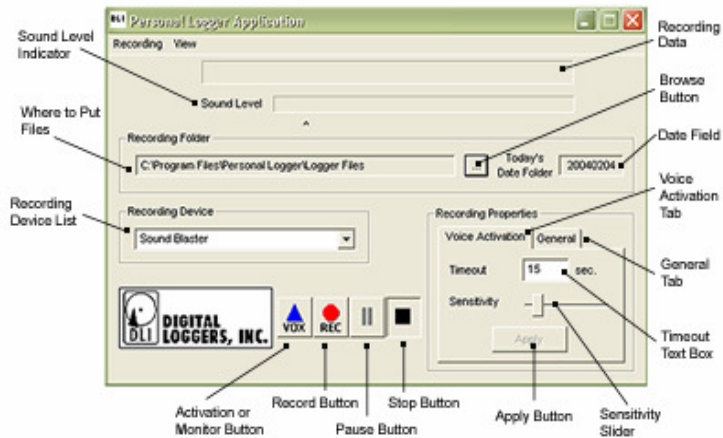 DLI Personal Logger Application
Recording View
Sound Level
Indicator
Recording
Data
Sound Level
Browse
Button
Where to Put
Files
^
Recording Folder
C:\Program Files\Personal Logger\Logger Files
...
Today's
Date Folder
20040204
Date Field
Recording
Device List
Recording Device
Sound Blaster
Voice
Activation
Tab
Recording Properties
Voice Activation
General
General
Tab
Timeout
15
sec.
Sensitivity
Apply
Timeout
Text Box
DLI
DIGITAL
LOGGERS, INC.
VOX
REC
Activation or
Monitor Button
Record Button
Pause Button
Stop Button
Apply Button
Sensitivity
Slider